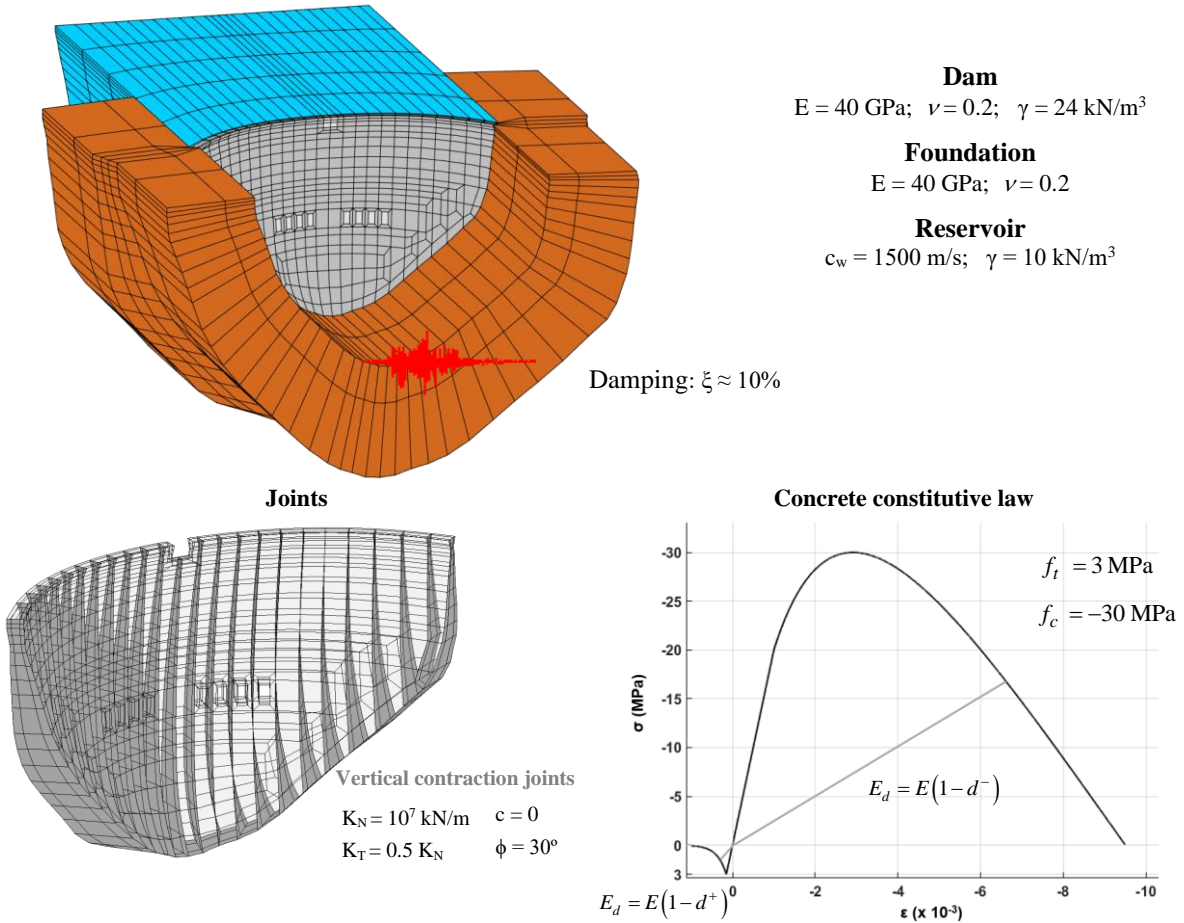 Dam
E = 40 GPa; ν = 0.2; γ = 24 kN/m³
Foundation
E = 40 GPa; ν = 0.2
Reservoir
c_w = 1500 m/s; γ = 10 kN/m³
Damping: ξ ≈ 10%
Joints
Vertical contraction joints
K_N = 10⁷ kN/m c = 0
K_T = 0.5 K_N ϕ = 30º
Concrete constitutive law
f_t = 3 MPa
f_c = −30 MPa
-30
-25
-20
-15
-10
-5
0
3
σ (MPa)
E_d = E(1−d⁻)
E_d = E(1−d⁺)
0 -2 -4 -6 -8 -10
ε (x 10⁻³)